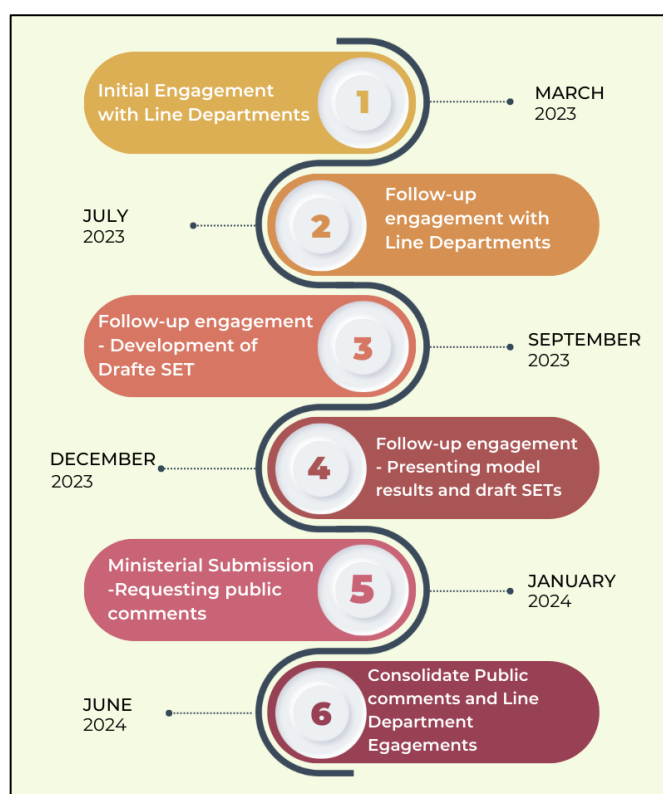 Initial Engagement
with Line Departments
1
MARCH
2023
JULY
2023
2
Follow-up
engagement with
Line Departments
Follow-up engagement
- Development of
Drafte SET
3
SEPTEMBER
2023
DECEMBER
2023
4
Follow-up engagement
- Presenting model
results and draft SETs
Ministerial Submission
-Requesting public
comments
5
JANUARY
2024
JUNE
2024
6
Consolidate Public
comments and Line
Department
Egagements